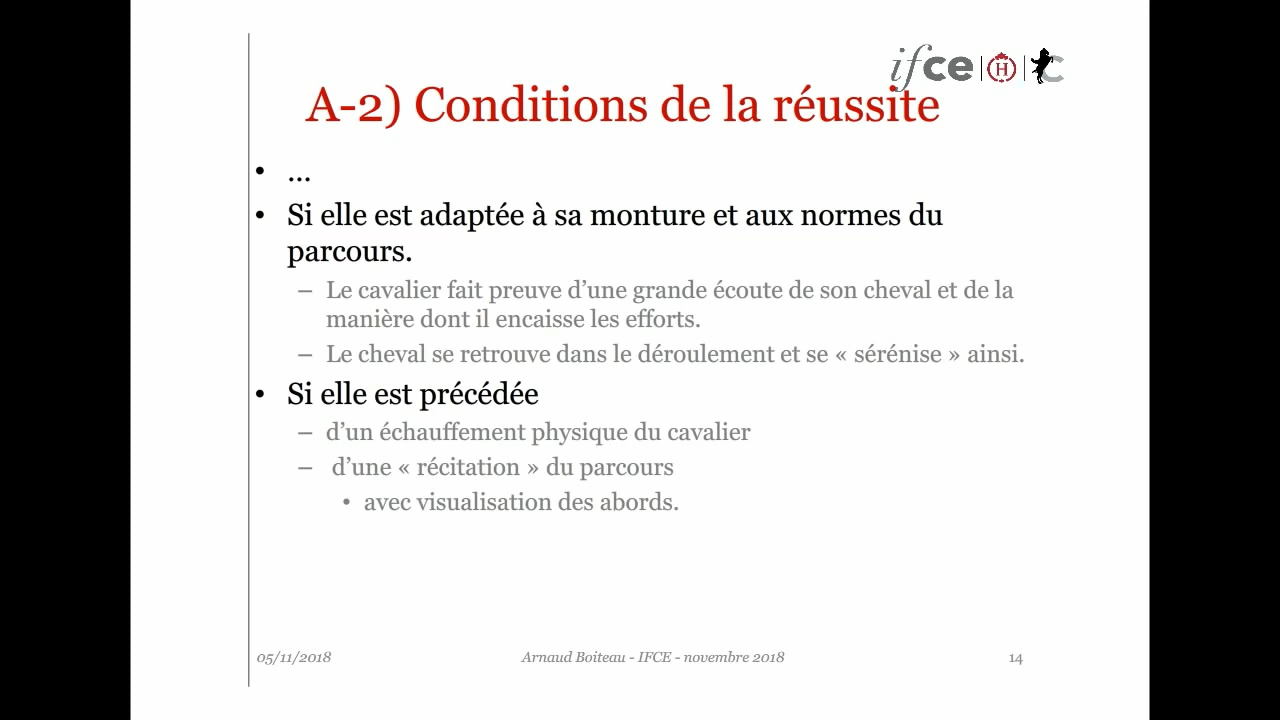 ifce | H | C
A-2) Conditions de la réussite
• ...
• Si elle est adaptée à sa monture et aux normes du
parcours.
– Le cavalier fait preuve d’une grande écoute de son cheval et de la
manière dont il encaisse les efforts.
– Le cheval se retrouve dans le déroulement et se « sérénise » ainsi.
• Si elle est précédée
– d’un échauffement physique du cavalier
– d’une « récitation » du parcours
• avec visualisation des abords.
05/11/2018 Arnaud Boiteau - IFCE - novembre 2018 14